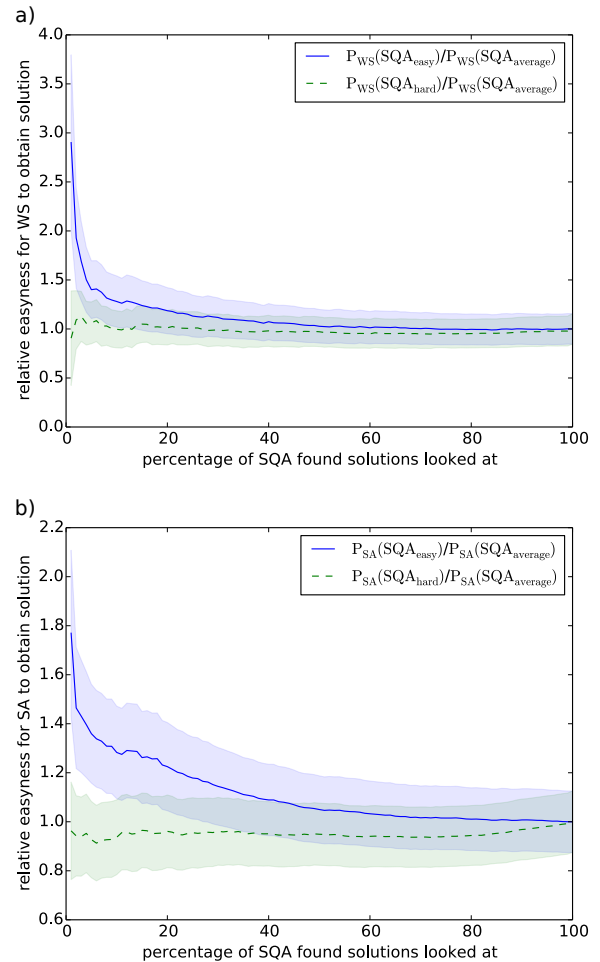 a)
4.0
3.5
3.0
2.5
2.0
1.5
1.0
0.5
0.0
relative easyness for WS to obtain solution
P_WS(SQA_easy)/P_WS(SQA_average)
P_WS(SQA_hard)/P_WS(SQA_average)
0 20 40 60 80 100
percentage of SQA found solutions looked at
b)
2.2
2.0
1.8
1.6
1.4
1.2
1.0
0.8
0.6
relative easyness for SA to obtain solution
P_SA(SQA_easy)/P_SA(SQA_average)
P_SA(SQA_hard)/P_SA(SQA_average)
0 20 40 60 80 100
percentage of SQA found solutions looked at